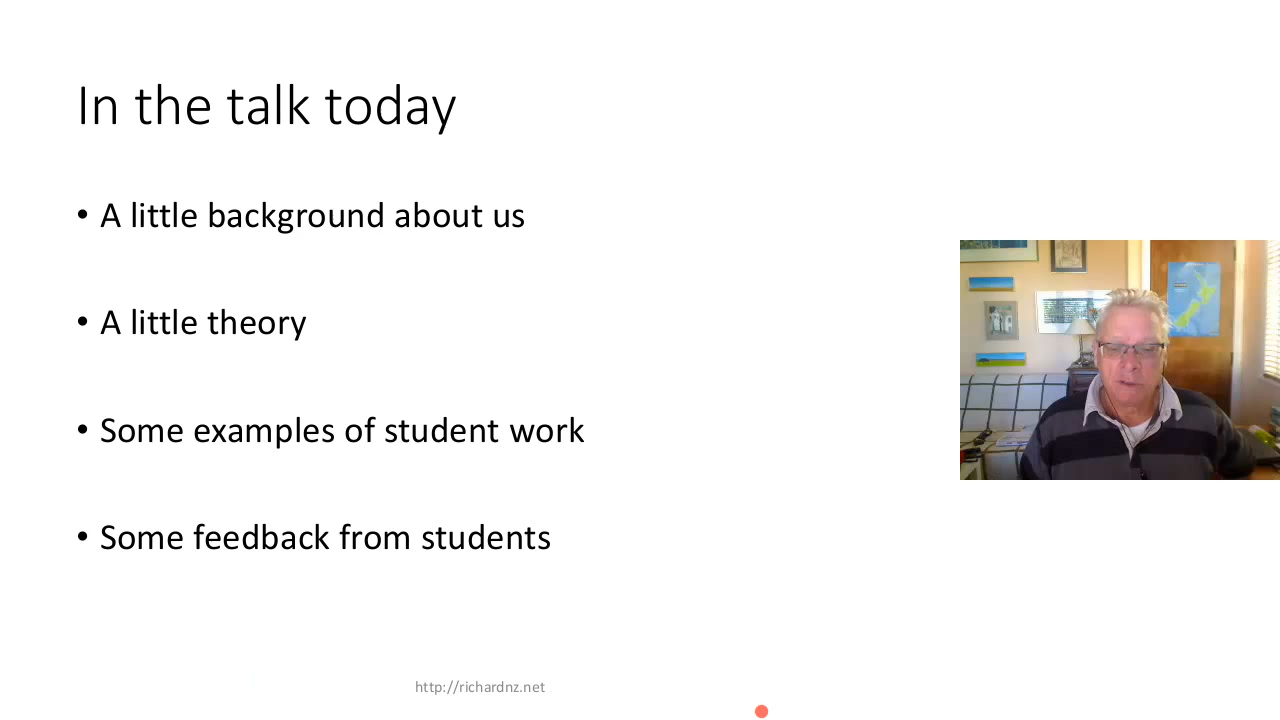 In the talk today
• A little background about us
• A little theory
• Some examples of student work
• Some feedback from students
http://richardnz.net